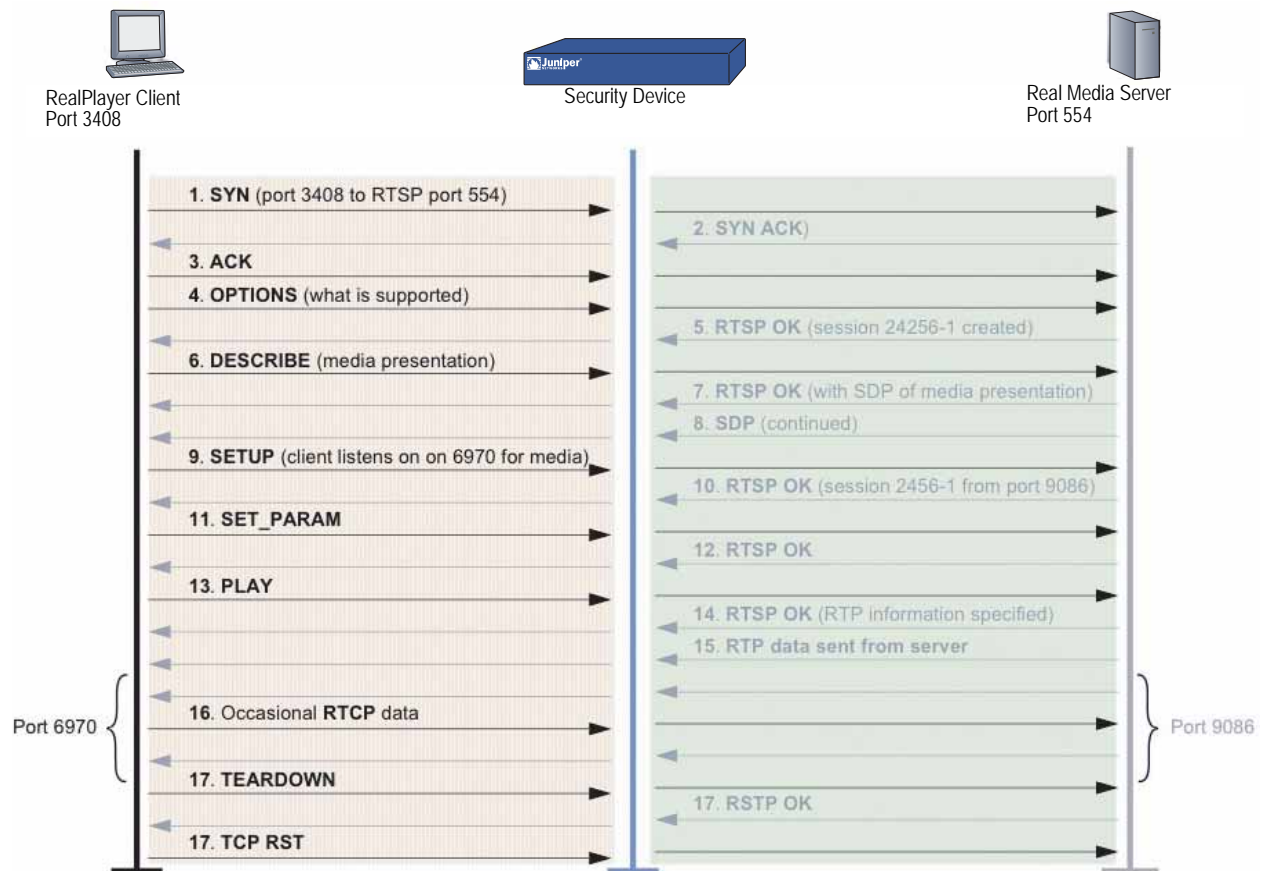 Juniper
NETWORKS
RealPlayer Client
Port 3408
Security Device
Real Media Server
Port 554
1. SYN (port 3408 to RTSP port 554)
2. SYN ACK)
3. ACK
4. OPTIONS (what is supported)
5. RTSP OK (session 24256-1 created)
6. DESCRIBE (media presentation)
7. RTSP OK (with SDP of media presentation)
8. SDP (continued)
9. SETUP (client listens on on 6970 for media)
10. RTSP OK (session 2456-1 from port 9086)
11. SET_PARAM
12. RTSP OK
13. PLAY
14. RTSP OK (RTP information specified)
15. RTP data sent from server
16. Occasional RTCP data
Port 6970
Port 9086
17. TEARDOWN
17. RSTP OK
17. TCP RST